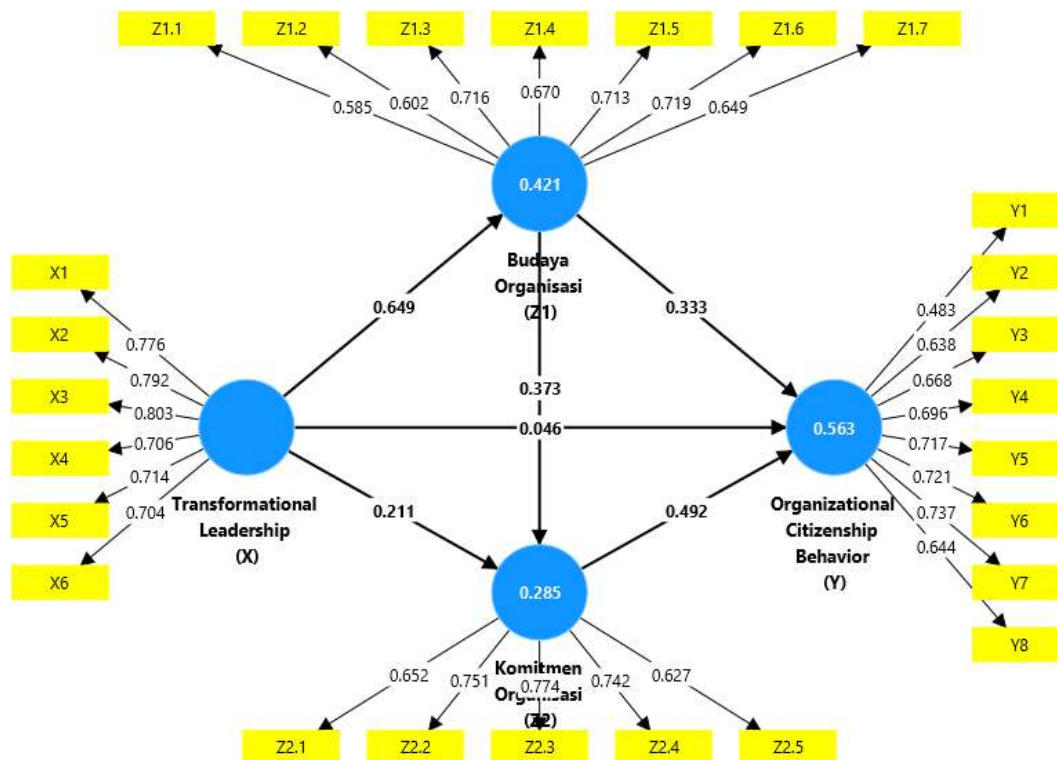 Z1.1
Z1.2
Z1.3
Z1.4
Z1.5
Z1.6
Z1.7
0.585
0.602
0.716
0.670
0.713
0.719
0.649
0.421
Budaya
Organisasi
(Z1)
X1
X2
X3
X4
X5
X6
0.776
0.792
0.803
0.706
0.714
0.704
Transformational
Leadership
(X)
0.649
0.333
0.373
0.046
0.211
0.492
Y1
Y2
Y3
Y4
Y5
Y6
Y7
Y8
0.483
0.638
0.668
0.696
0.717
0.721
0.737
0.644
0.563
Organizational
Citizenship
Behavior
(Y)
0.285
Komitmen
Organisasi
(Z2)
0.652
0.751
0.774
0.742
0.627
Z2.1
Z2.2
Z2.3
Z2.4
Z2.5